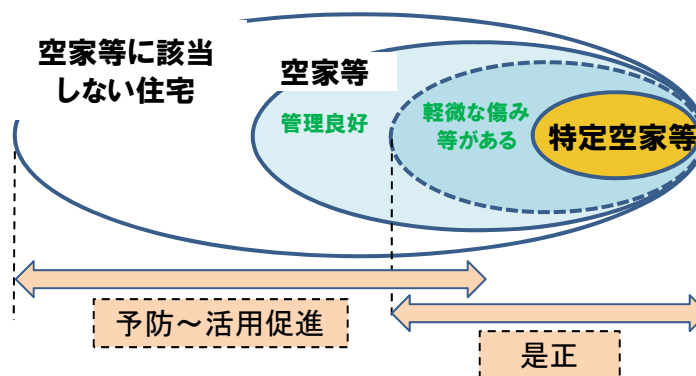 空家等に該当
しない住宅
空家等
管理良好
軽微な傷み
等がある
特定空家等
予防～活用促進
是正